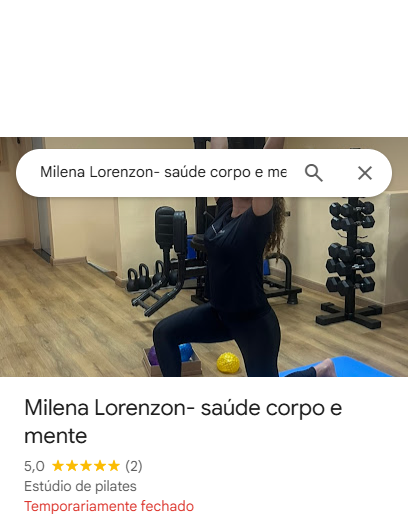 Milena Lorenzon- saúde corpo e me
Milena Lorenzon- saúde corpo e
mente
5,0 ★★★★★ (2)
Estúdio de pilates
Temporariamente fechado